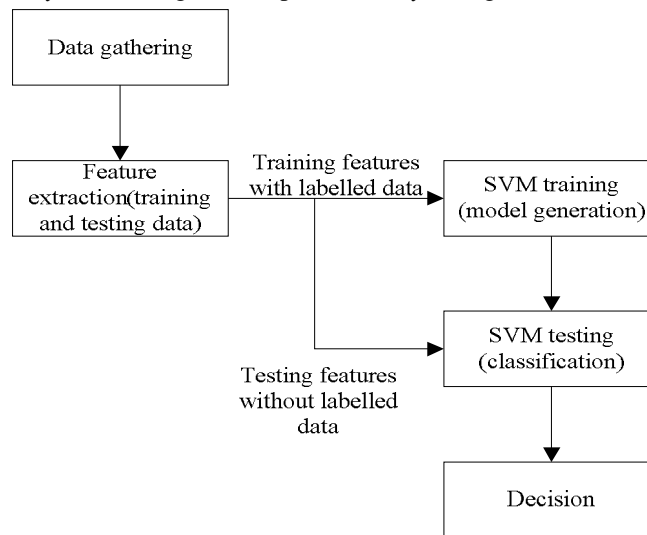 Data gathering
Feature
extraction(training
and testing data)
Training features
with labelled data
SVM training
(model generation)
SVM testing
(classification)
Testing features
without labelled
data
Decision